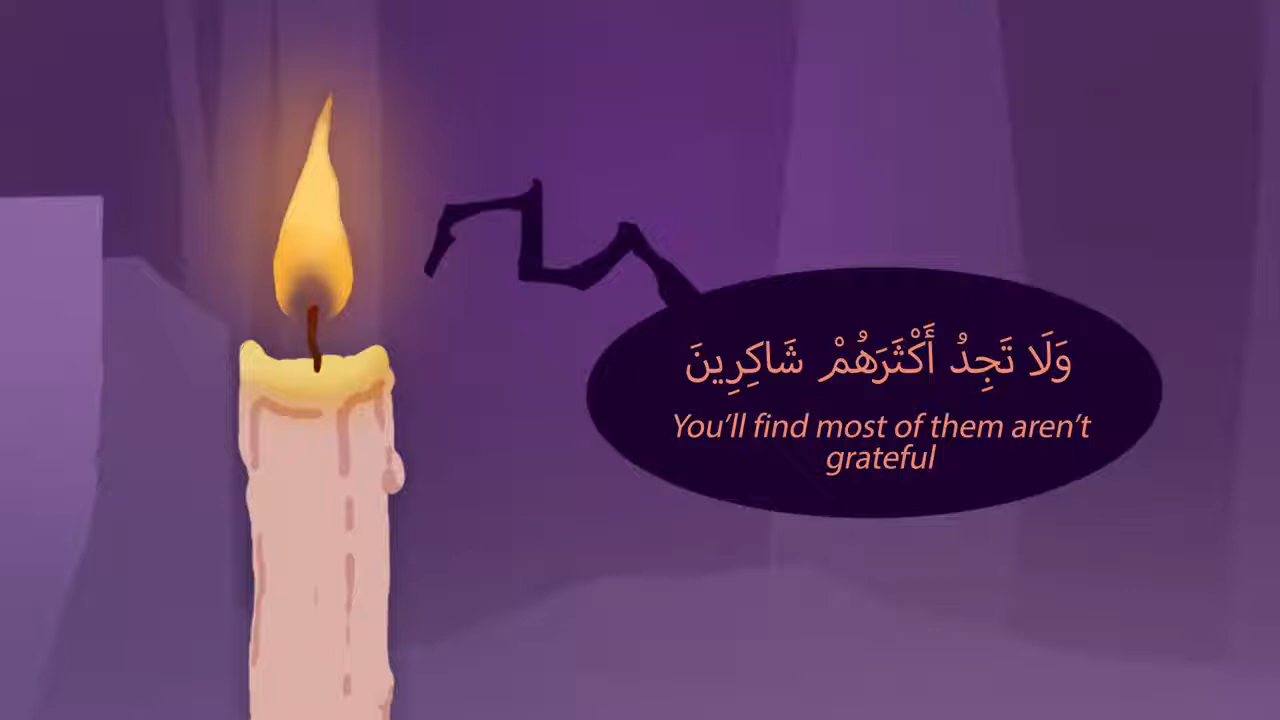 وَلَا تَجِدُ أَكْثَرَهُمْ شَاكِرِينَ
You’ll find most of them aren’t
grateful